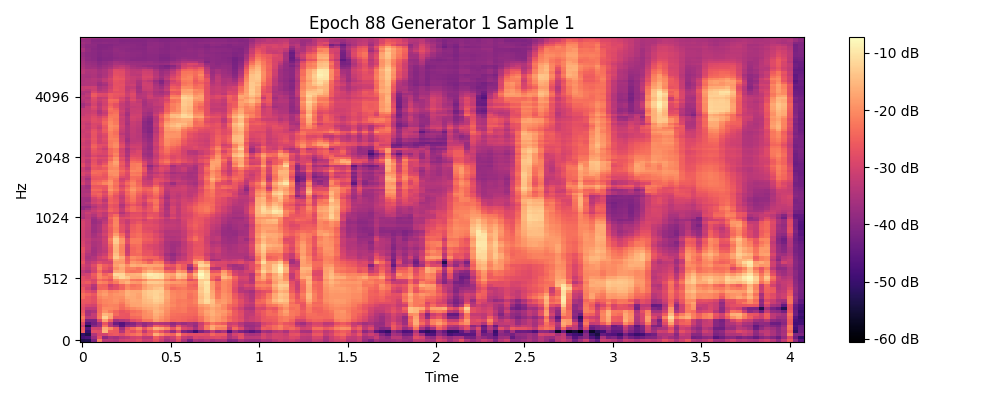 Epoch 88 Generator 1 Sample 1
Hz
4096
2048
1024
512
0
0
0.5
1
1.5
2
2.5
3
3.5
4
Time
-10 dB
-20 dB
-30 dB
-40 dB
-50 dB
-60 dB